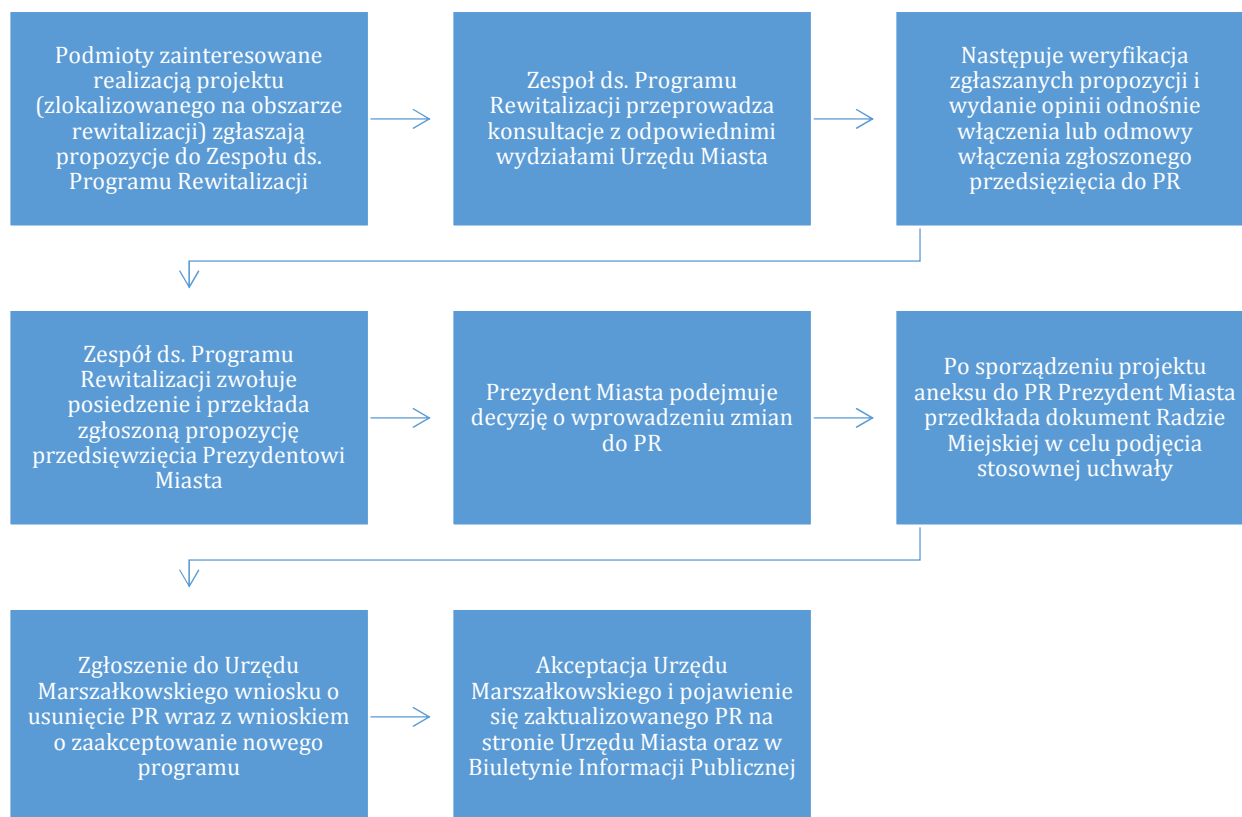 Podmioty zainteresowane
realizacją projektu
(zlokalizowanego na obszarze
rewitalizacji) zgłaszają
propozycje do Zespołu ds.
Programu Rewitalizacji
Zespoł ds. Programu
Rewitalizacji przeprowadza
konsultacje z odpowiednimi
wydziałami Urzędu Miasta
Następuje weryfikacja
zgłaszanych propozycji i
wydanie opinii odnośnie
włączenia lub odmowy
włączenia zgłoszonego
przedsięzięcia do PR
Zespół ds. Programu
Rewitalizacji zwołuje
posiedzenie i przekłada
zgłoszoną propozycję
przedsięwzięcia Prezydentowi
Miasta
Prezydent Miasta podejmuje
decyzję o wprowadzeniu zmian
do PR
Po sporządzeniu projektu
aneksu do PR Prezydent Miasta
przedkłada dokument Radzie
Miejskiej w celu podjęcia
stosownej uchwały
Zgłoszenie do Urzędu
Marszałkowskiego wniosku o
usunięcie PR wraz z wnioskiem
o zaakceptowanie nowego
programu
Akceptacja Urzędu
Marszałkowskiego i pojawienie
się zaktualizowanego PR na
stronie Urzędu Miasta oraz w
Biuletynie Informacji Publicznej